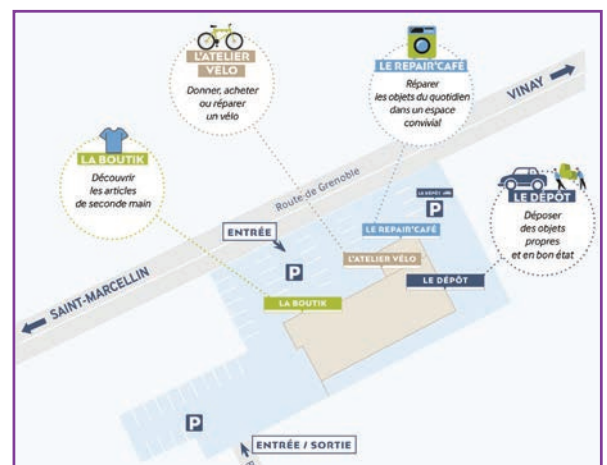 L'ATELIER
VÉLO
Donner, acheter
ou réparer
un vélo
LE REPAIR'CAFÉ
Réparer
les objets du quotidien
dans un espace
convivial
VINAY
LA BOUTIK
Découvrir
les articles
de seconde main
Route de Grenoble
LE DÉPÔT
P
LE DÉPÔT
Déposer
des objets
propres
et en bon état
ENTRÉE
LE REPAIR'CAFÉ
P
L'ATELIER VÉLO
LE DÉPÔT
LA BOUTIK
SAINT-MARCELLIN
P
ENTRÉE / SORTIE